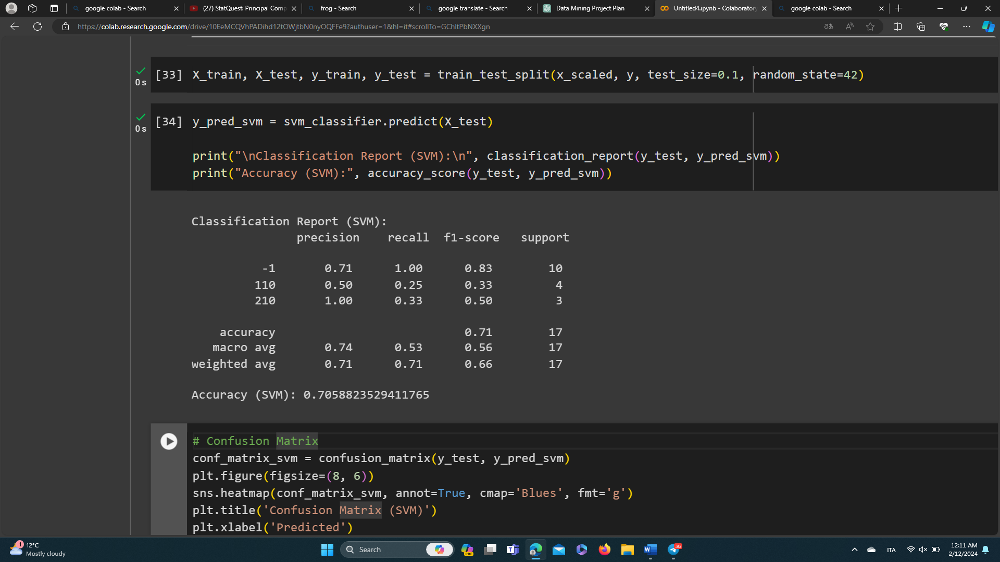 google colab - Search
(27) StatQuest: Principal Comp
frog - Search
google translate - Search
Data Mining Project Plan
Untitled4.ipynb - Colaboratory
google colab - Search
https://colab.research.google.com/drive/10EeMCQVhPADihd12tOWjtbN0nyOQFFe9?authuser=1&hl=it#scrollTo=GChItPbNXXgn
[33] X_train, X_test, y_train, y_test = train_test_split(x_scaled, y, test_size=0.1, random_state=42)
0 s
[34] y_pred_svm = svm_classifier.predict(X_test)
0 s
print("\nClassification Report (SVM):\n", classification_report(y_test, y_pred_svm))
print("Accuracy (SVM):", accuracy_score(y_test, y_pred_svm))
Classification Report (SVM):
precision recall f1-score support
-1 0.71 1.00 0.83 10
110 0.50 0.25 0.33 4
210 1.00 0.33 0.50 3
accuracy 0.71 17
macro avg 0.74 0.53 0.56 17
weighted avg 0.71 0.71 0.66 17
Accuracy (SVM): 0.7058823529411765
# Confusion Matrix
conf_matrix_svm = confusion_matrix(y_test, y_pred_svm)
plt.figure(figsize=(8, 6))
sns.heatmap(conf_matrix_svm, annot=True, cmap='Blues', fmt='g')
plt.title('Confusion Matrix (SVM)')
plt.xlabel('Predicted')
1
12°C
Mostly cloudy
Search
PRE
93
ITA
12:11 AM
2/12/2024